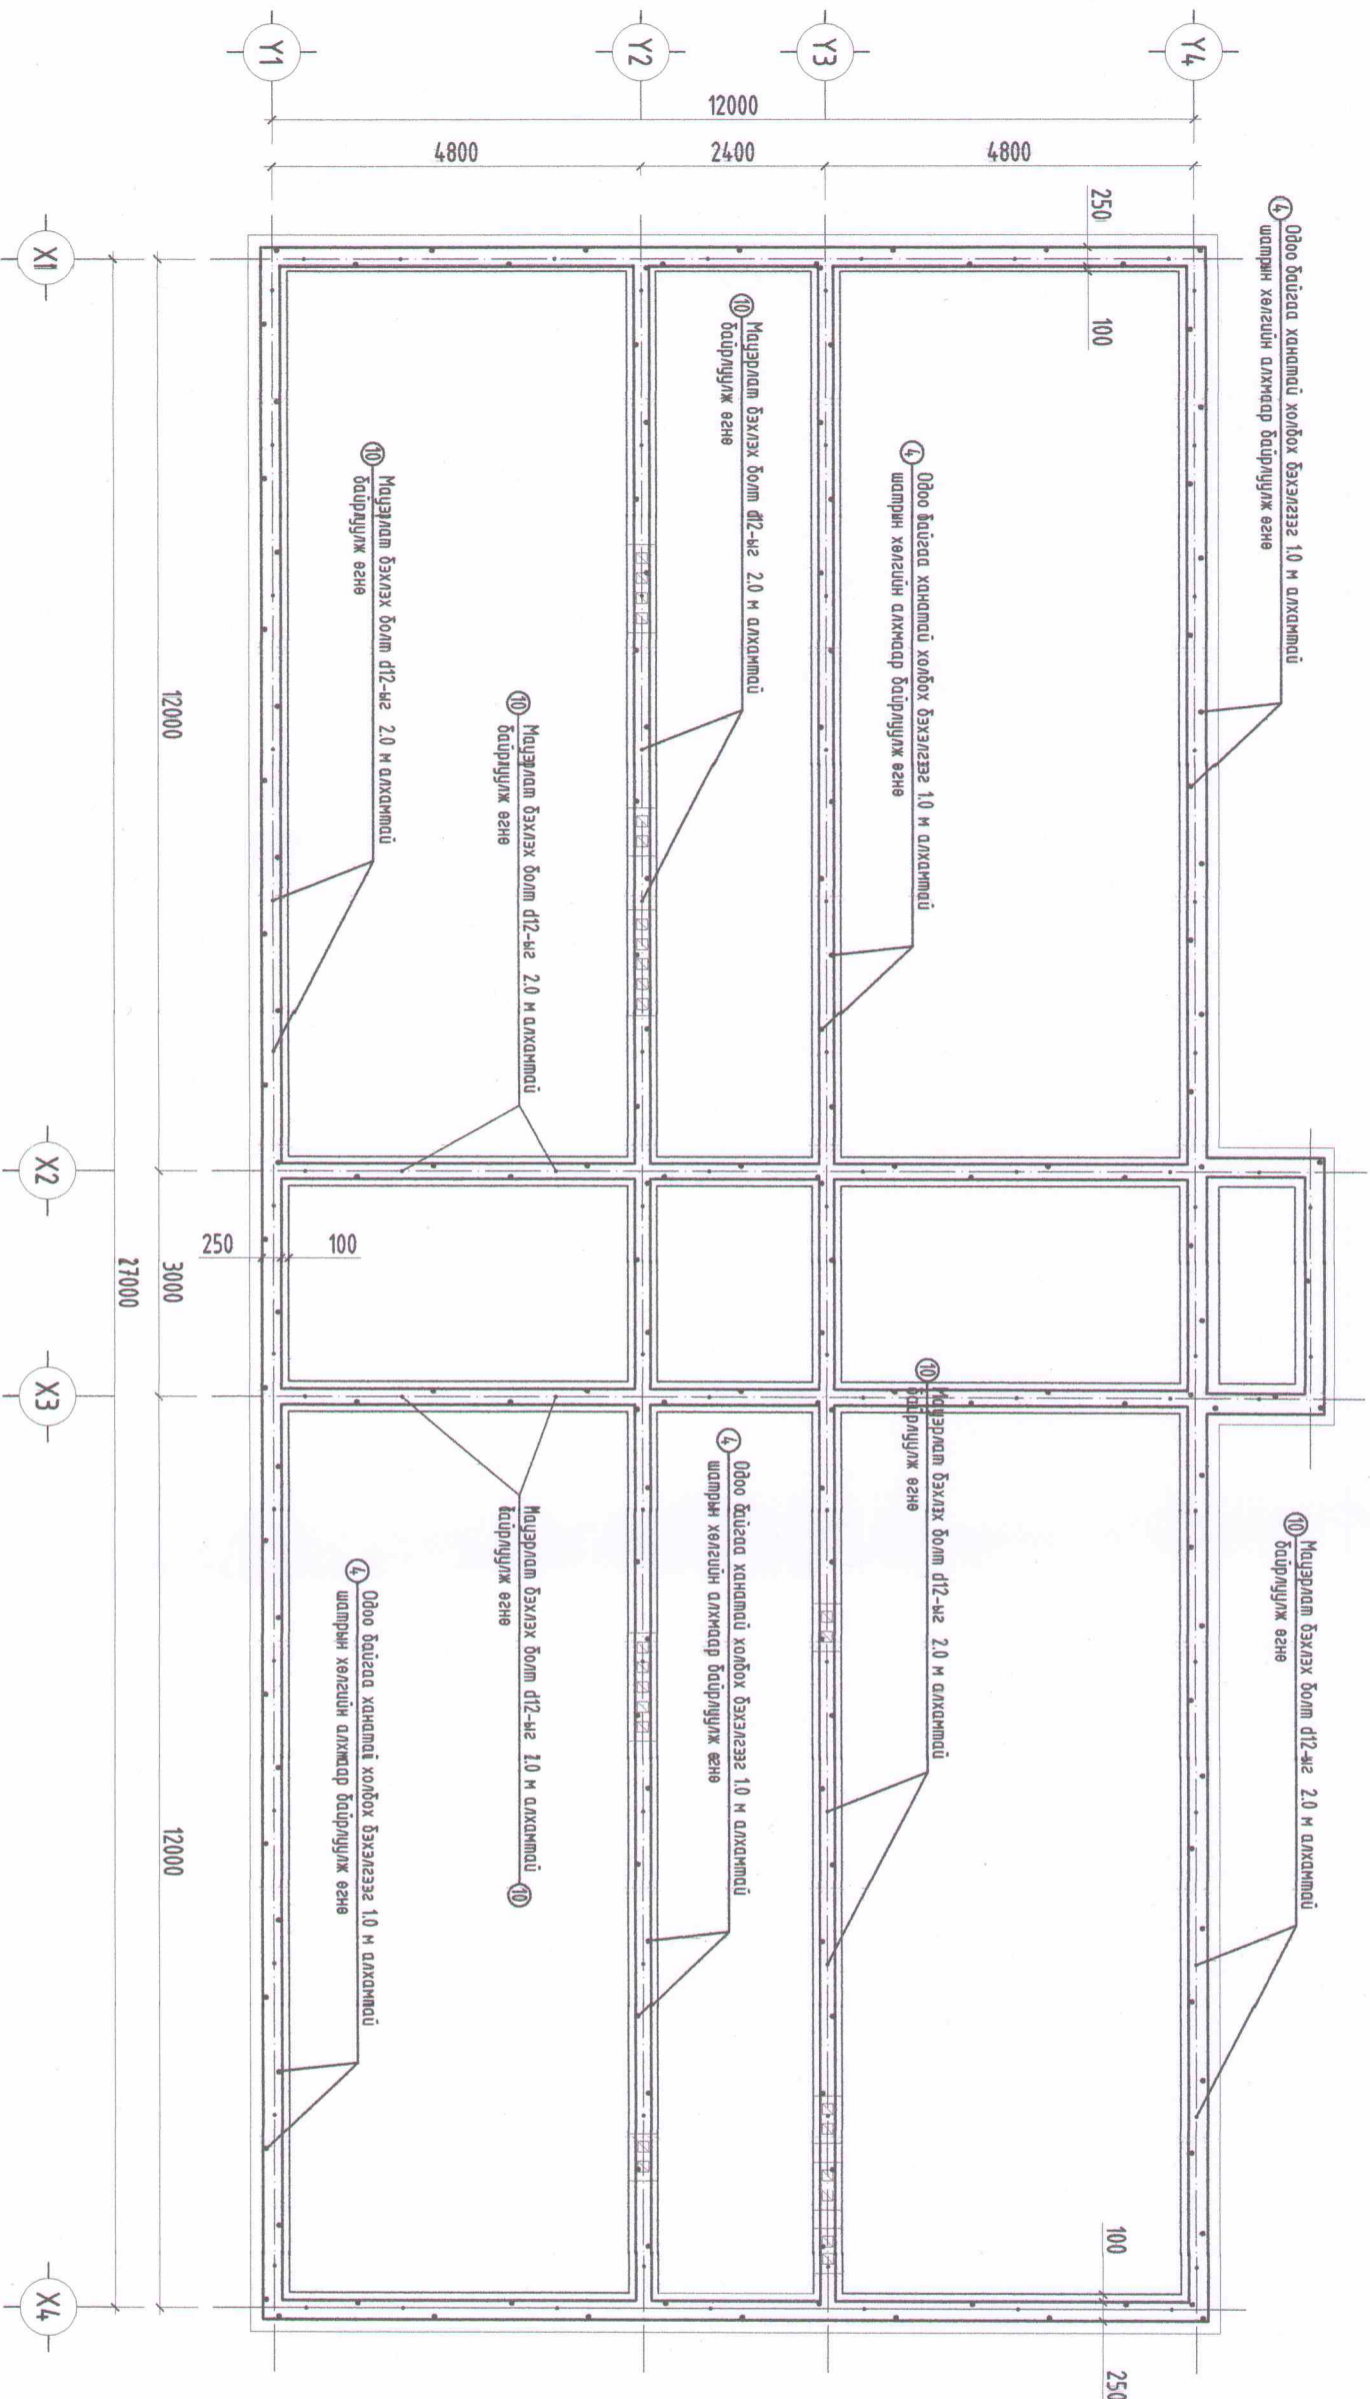 Y1
Y2
Y3
Y4
12000
4800
2400
4800
250
100
④
Одоо байгаа ханатай холбох бэхэлгээг 1.0 м алхамтай
шатрын хөлгийн алхмаар байрлуулж өгнө
⑩
Мауэрлат бэхлэх болт d12-ыг 2.0 м алхамтай
байрлуулж өгнө
④
Одоо байгаа ханатай холбох бэхэлгээг 1.0 м алхамтай
шатрын хөлгийн алхмаар байрлуулж өгнө
⑩
Мауэрлат бэхлэх болт d12-ыг 2.0 м алхамтай
байрлуулж өгнө
⑩
Мауэрлат бэхлэх болт d12-ыг 2.0 м алхамтай
байрлуулж өгнө
⑩
Мауэрлат бэхлэх болт d12-ыг 2.0 м алхамтай
байрлуулж өгнө
⑩
Мауэрлат бэхлэх болт d12-ыг 2.0 м алхамтай
байрлуулж өгнө
④
Одоо байгаа ханатай холбох бэхэлгээг 1.0 м алхамтай
шатрын хөлгийн алхмаар байрлуулж өгнө
Мауэрлат бэхлэх болт d12-ыг 2.0 м алхамтай
байрлуулж өгнө
⑩
④
Одоо байгаа ханатай холбох бэхэлгээг 1.0 м алхамтай
шатрын хөлгийн алхмаар байрлуулж өгнө
250
100
100
250
12000
3000
12000
27000
X1
X2
X3
X4